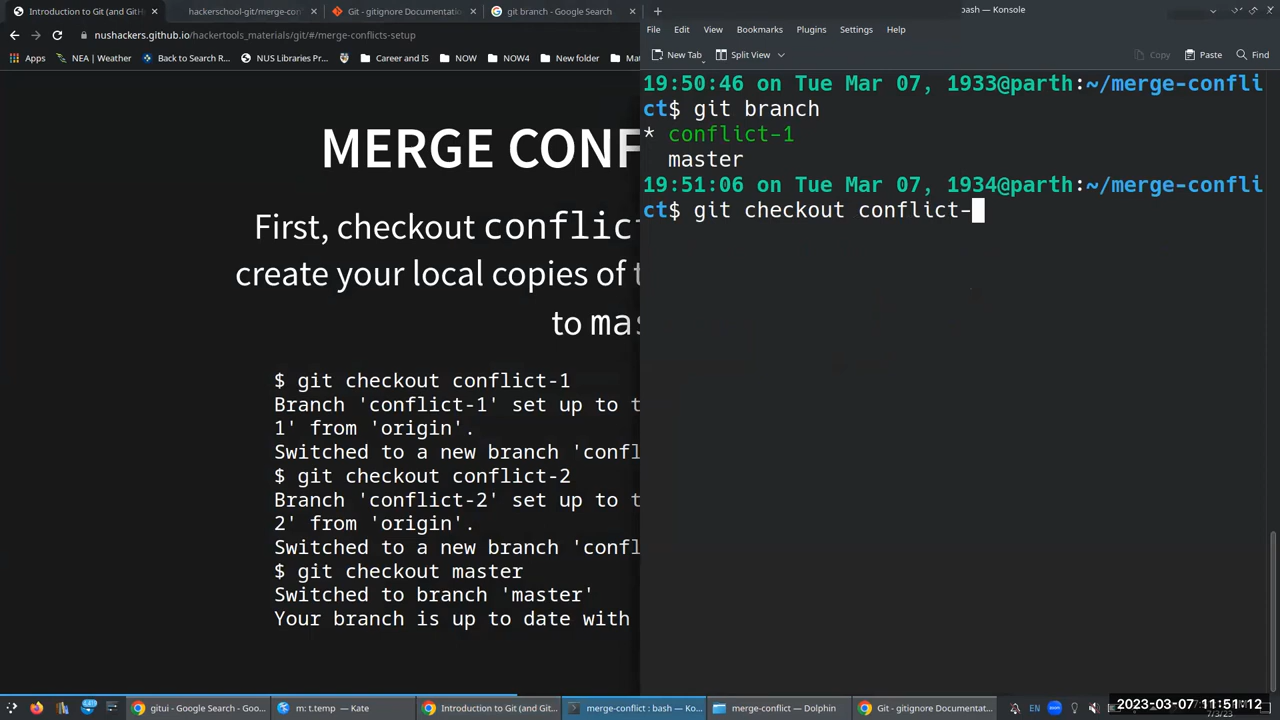 Introduction to Git (and GitH
hackerschool-git/merge-con
Git - gitignore Documentatio
git branch - Google Search
nushackers.github.io/hackertools_materials/git/#/merge-conflicts-setup
Apps
NEA | Weather
Back to Search R...
NUS Libraries Pr...
Career and IS
NOW
NOW4
New folder
Mat
MERGE CONF
First, checkout conflic
create your local copies of t
to mas
$ git checkout conflict-1
Branch 'conflict-1' set up to t
1' from 'origin'.
Switched to a new branch 'confl
$ git checkout conflict-2
Branch 'conflict-2' set up to t
2' from 'origin'.
Switched to a new branch 'confl
$ git checkout master
Switched to branch 'master'
Your branch is up to date with
bash — Konsole
File
Edit
View
Bookmarks
Plugins
Settings
Help
New Tab
Split View
Copy
Paste
Find
19:50:46 on Tue Mar 07, 1933@parth:~/merge-confli
ct$ git branch
* conflict-1
master
19:51:06 on Tue Mar 07, 1934@parth:~/merge-confli
ct$ git checkout conflict-
gitui - Google Search - Goo...
m: t.temp — Kate
Introduction to Git (and Git...
merge-conflict : bash — Ko...
merge-conflict — Dolphin
Git - gitignore Documentat...
EN
2023-03-07 11:51:12
7/3/23